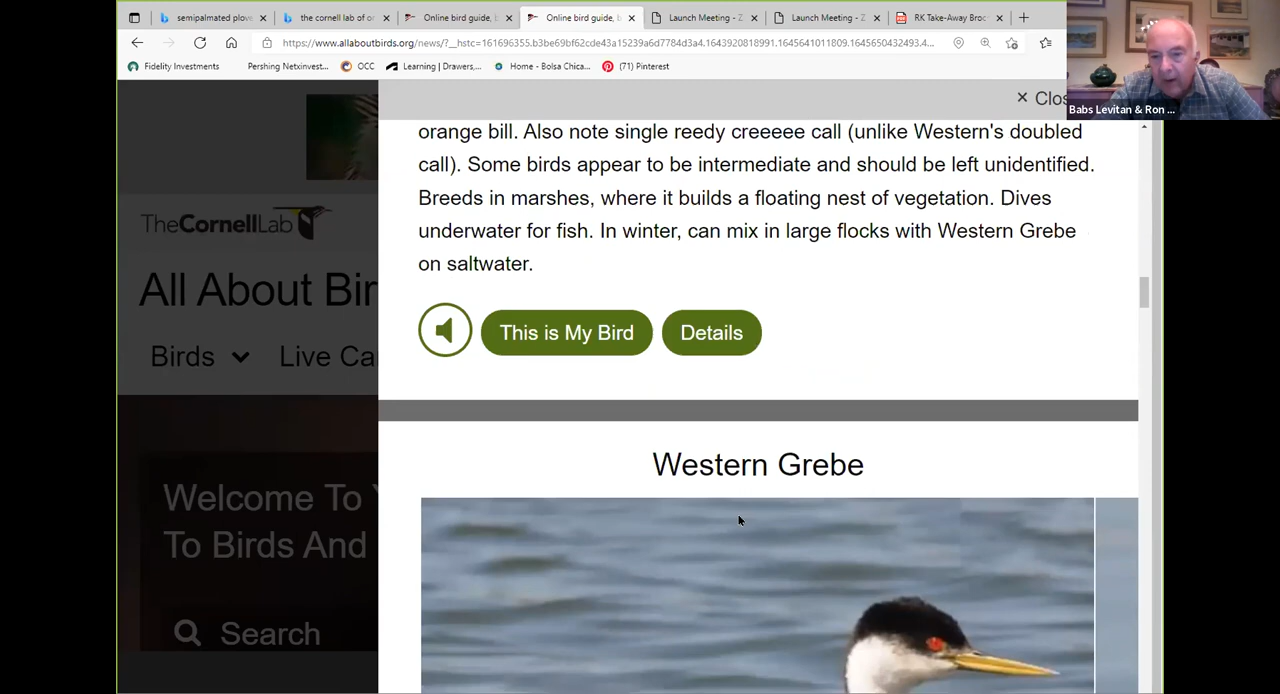 semipalmated plov
the cornell lab of or
Online bird guide, b
Online bird guide, b
Launch Meeting - Z
Launch Meeting - Z
RK Take-Away Broc
https://www.allaboutbirds.org/news/?__hstc=161696355.b3be69bf62cde43a15239a6d7784d3a4.1643920818991.1645641011809.1645650432493.4...
Fidelity Investments
Pershing Netxinvest...
OCC
Learning | Drawers,...
Home - Bolsa Chica...
(71) Pinterest
Babs Levitan & Ron ...
× Clos
orange bill. Also note single reedy creeeee call (unlike Western's doubled
call). Some birds appear to be intermediate and should be left unidentified.
Breeds in marshes, where it builds a floating nest of vegetation. Dives
underwater for fish. In winter, can mix in large flocks with Western Grebe
on saltwater.
This is My Bird
Details
Western Grebe
TheCornellLab
All About Bir
Birds
Live Ca
Welcome To Y
To Birds And
Search